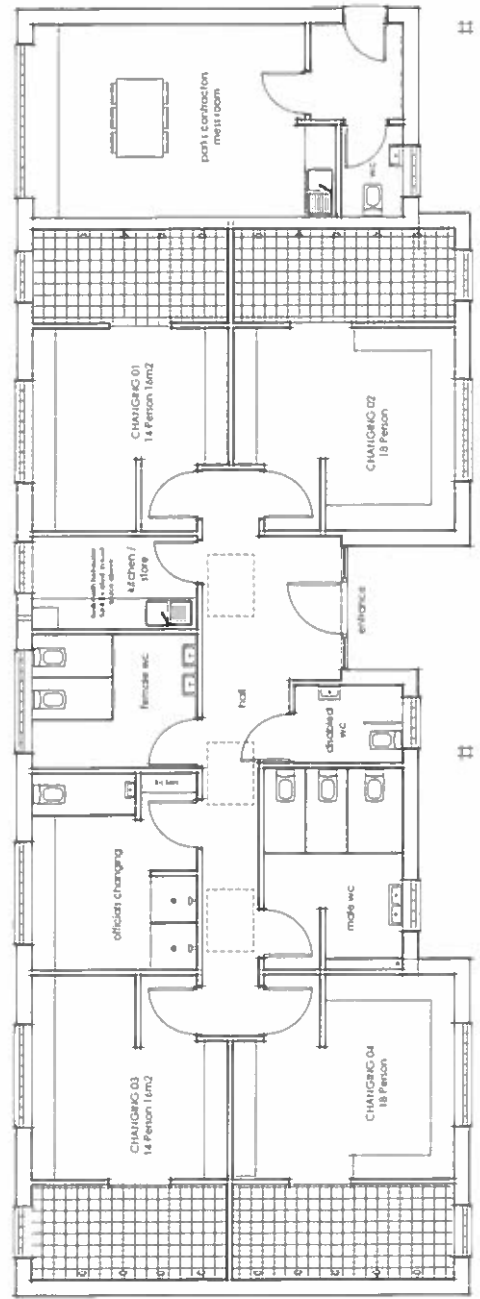 parks contractor
mess room
wc
CHANGING 01
14 Person 16m2
CHANGING 02
18 Person
kitchen /
store
entrance
female wc
hall
disabled
wc
officials changing
male wc
CHANGING 03
14 Person 16m2
CHANGING 04
18 Person